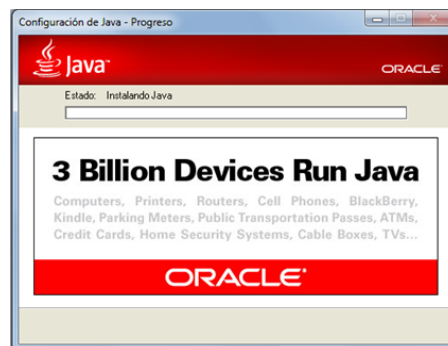 Configuración de Java - Progreso
Java™
ORACLE
Estado: Instalando Java
3 Billion Devices Run Java
Computers, Printers, Routers, Cell Phones, BlackBerry,
Kindle, Parking Meters, Public Transportation Passes, ATMs,
Credit Cards, Home Security Systems, Cable Boxes, TVs...
ORACLE®